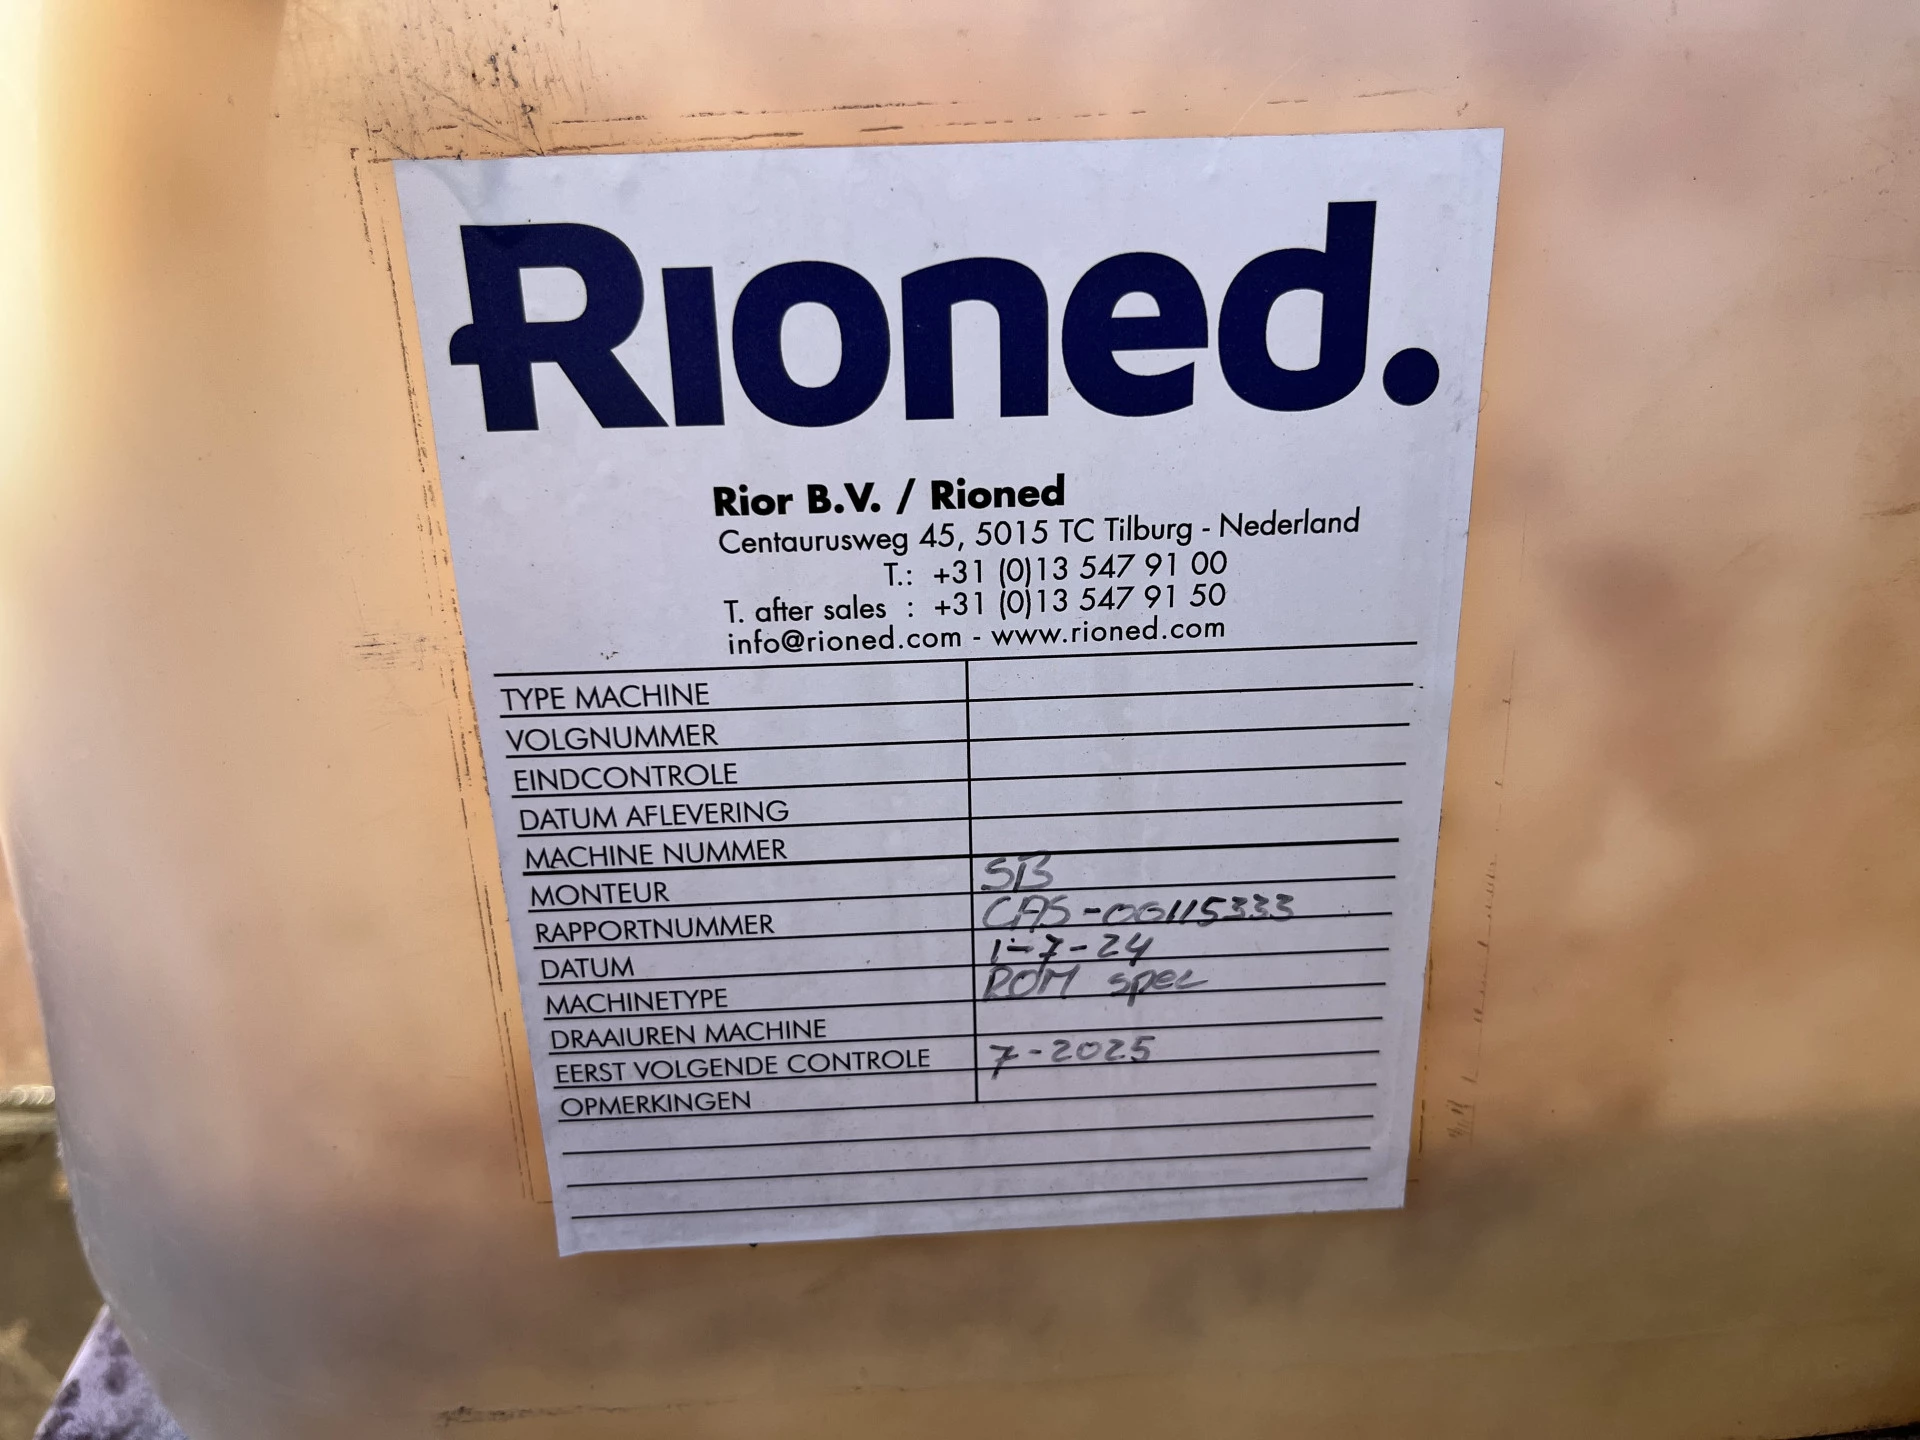 Rioned.
Rior B.V. / Rioned
Centaurusweg 45, 5015 TC Tilburg - Nederland
T.: +31 (0)13 547 91 00
T. after sales : +31 (0)13 547 91 50
info@rioned.com - www.rioned.com
TYPE MACHINE
VOLGNUMMER
EINDCONTROLE
DATUM AFLEVERING
MACHINE NUMMER
MONTEUR SB
RAPPORTNUMMER CAS-00115333
DATUM 1-7-24
MACHINETYPE ROM spec
DRAAIUREN MACHINE
EERST VOLGENDE CONTROLE 7-2025
OPMERKINGEN